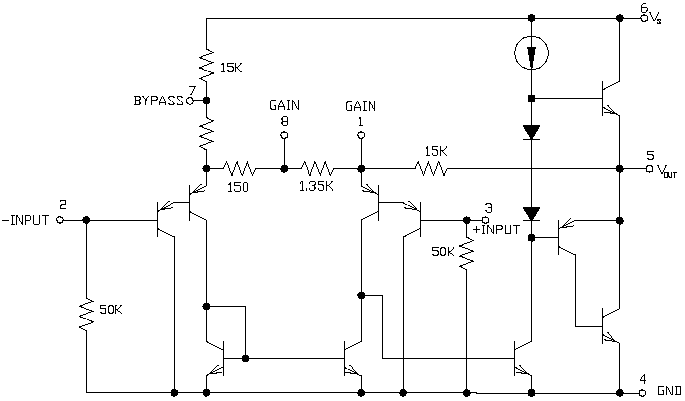 6
Vs
15K
7
BYPASS
GAIN
8
GAIN
1
15K
5
VOUT
150
1.35K
2
-INPUT
3
+INPUT
50K
50K
4
GND